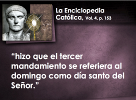 La Enciclopedia
Católica, Vol. 4, p. 153
“hizo que el tercer
mandamiento se refiriera al
domingo como día santo del
Señor.”